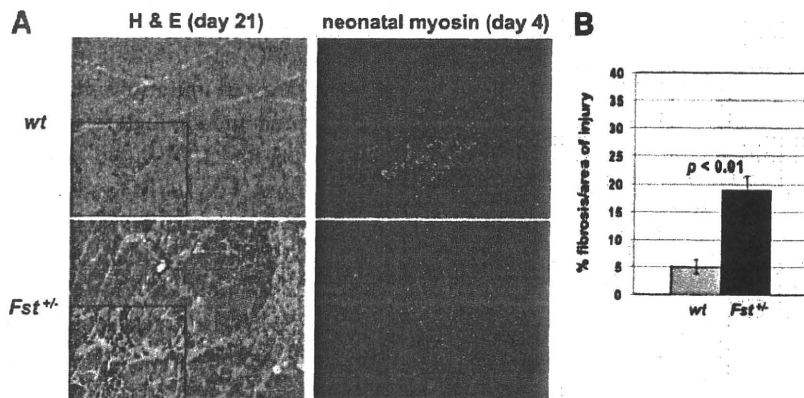 A
H & E (day 21)
neonatal myosin (day 4)
wt
Fst +/-
B
% fibrosis/area of injury
40
35
30
25
20
15
10
5
0
p < 0.01
wt
Fst +/-